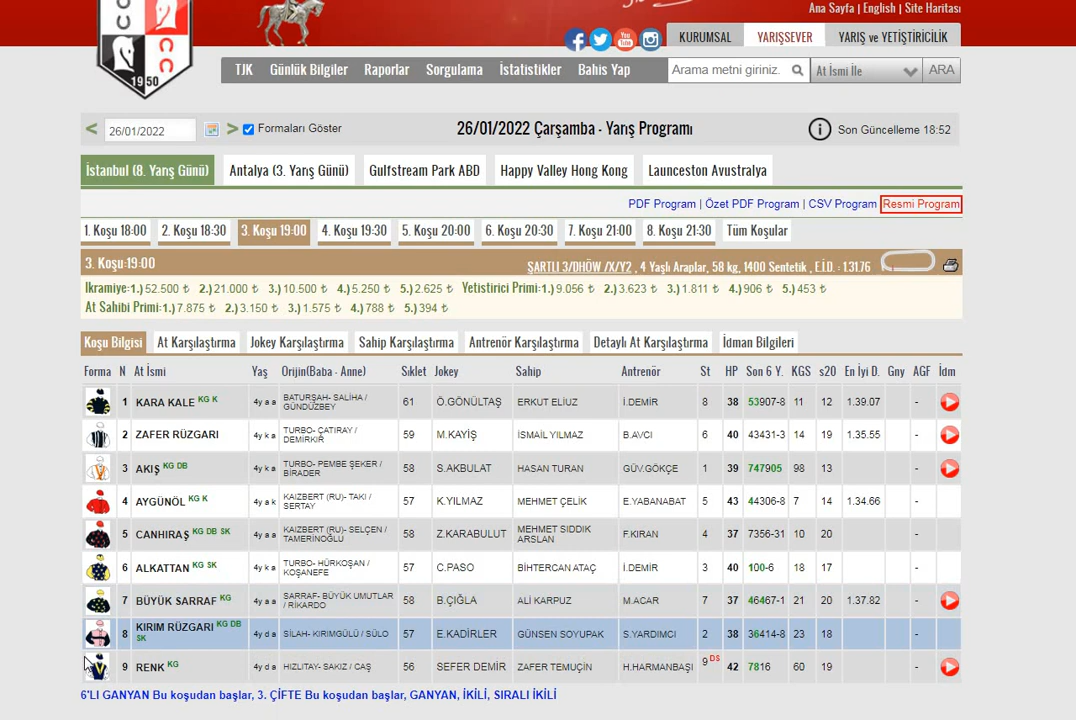 Ana Sayfa | English | Site Haritası
KURUMSAL YARIŞSEVER YARIŞ ve YETİŞTİRİCİLİK
1950
TJK Günlük Bilgiler Raporlar Sorgulama İstatistikler Bahis Yap Arama metni giriniz. At İsmi İle ARA
26/01/2022 Formaları Göster 26/01/2022 Çarşamba - Yarış Programı Son Güncelleme 18:52
İstanbul (8. Yarış Günü) Antalya (3. Yarış Günü) Gulfstream Park ABD Happy Valley Hong Kong Launceston Avustralya
PDF Program | Özet PDF Program | CSV Program Resmi Program
1. Koşu 18:00 2. Koşu 18:30 3. Koşu 19:00 4. Koşu 19:30 5. Koşu 20:00 6. Koşu 20:30 7. Koşu 21:00 8. Koşu 21:30 Tüm Koşular
3. Koşu:19:00 ŞARTLI 3/DHÖW /X/Y2 , 4 Yaşlı Araplar, 58 kg, 1400 Sentetik , E.İ.D. : 1.31.76
Ikramiye:1.) 52.500 ₺ 2.) 21.000 ₺ 3.) 10.500 ₺ 4.) 5.250 ₺ 5.) 2.625 ₺ Yetistirici Primi:1.) 9.056 ₺ 2.) 3.623 ₺ 3.) 1.811 ₺ 4.) 906 ₺ 5.) 453 ₺
At Sahibi Primi:1.) 7.875 ₺ 2.) 3.150 ₺ 3.) 1.575 ₺ 4.) 788 ₺ 5.) 394 ₺
Koşu Bilgisi At Karşılaştırma Jokey Karşılaştırma Sahip Karşılaştırma Antrenör Karşılaştırma Detaylı At Karşılaştırma İdman Bilgileri
Forma N At İsmi Yaş Orijin(Baba - Anne) Sıklet Jokey Sahip Antrenör St HP Son 6 Y. KGS s20 En İyi D. Gny AGF İdm
1 KARA KALE KG K 4y a a BATURŞAH- SALİHA / GÜNDÜZBEY 61 Ö.GÖNÜLTAŞ ERKUT ELİUZ İ.DEMİR 8 38 53907-8 11 12 1.39.07 -
2 ZAFER RÜZGARI 4y k a TURBO- ÇATIRAY / DEMİRKIR 59 M.KAYİŞ İSMAİL YILMAZ B.AVCI 6 40 43431-3 14 19 1.35.55 -
3 AKIŞ KG DB 4y k a TURBO- PEMBE ŞEKER / BİRADER 58 S.AKBULAT HASAN TURAN GÜV.GÖKÇE 1 39 747905 98 13 -
4 AYGÜNÖL KG K 4y a k KAIZBERT (RU)- TAKI / SERTAY 57 K.YILMAZ MEHMET ÇELİK E.YABANABAT 5 43 44306-8 7 14 1.34.66 -
5 CANHIRAŞ KG DB SK 4y a a KAIZBERT (RU)- SELÇEN / TAMERİNOĞLU 58 Z.KARABULUT MEHMET SIDDIK ARSLAN F.KIRAN 4 37 7356-31 10 20 -
6 ALKATTAN KG SK 4y k a TURBO- HÜRKOŞAN / KOŞANEFE 57 C.PASO BİHTERCAN ATAÇ İ.DEMİR 3 40 100-6 18 17 -
7 BÜYÜK SARRAF KG 4y a a SARRAF- BÜYÜK UMUTLAR / RİKARDO 58 B.ÇIĞLA ALİ KARPUZ M.ACAR 7 37 46467-1 21 20 1.37.82 -
8 KIRIM RÜZGARI KG DB SK 4y d a SİLAH- KIRIMGÜLÜ / SÜLO 57 E.KADİRLER GÜNSEN SOYUPAK S.YARDIMCI 2 38 36414-8 23 18 -
9 RENK KG 4y d a HIZLITAY- SAKIZ / CAŞ 56 SEFER DEMİR ZAFER TEMUÇİN H.HARMANBAŞI 9 DS 42 7816 60 19 -
6'LI GANYAN Bu koşudan başlar, 3. ÇİFTE Bu koşudan başlar, GANYAN, İKİLİ, SIRALI İKİLİ